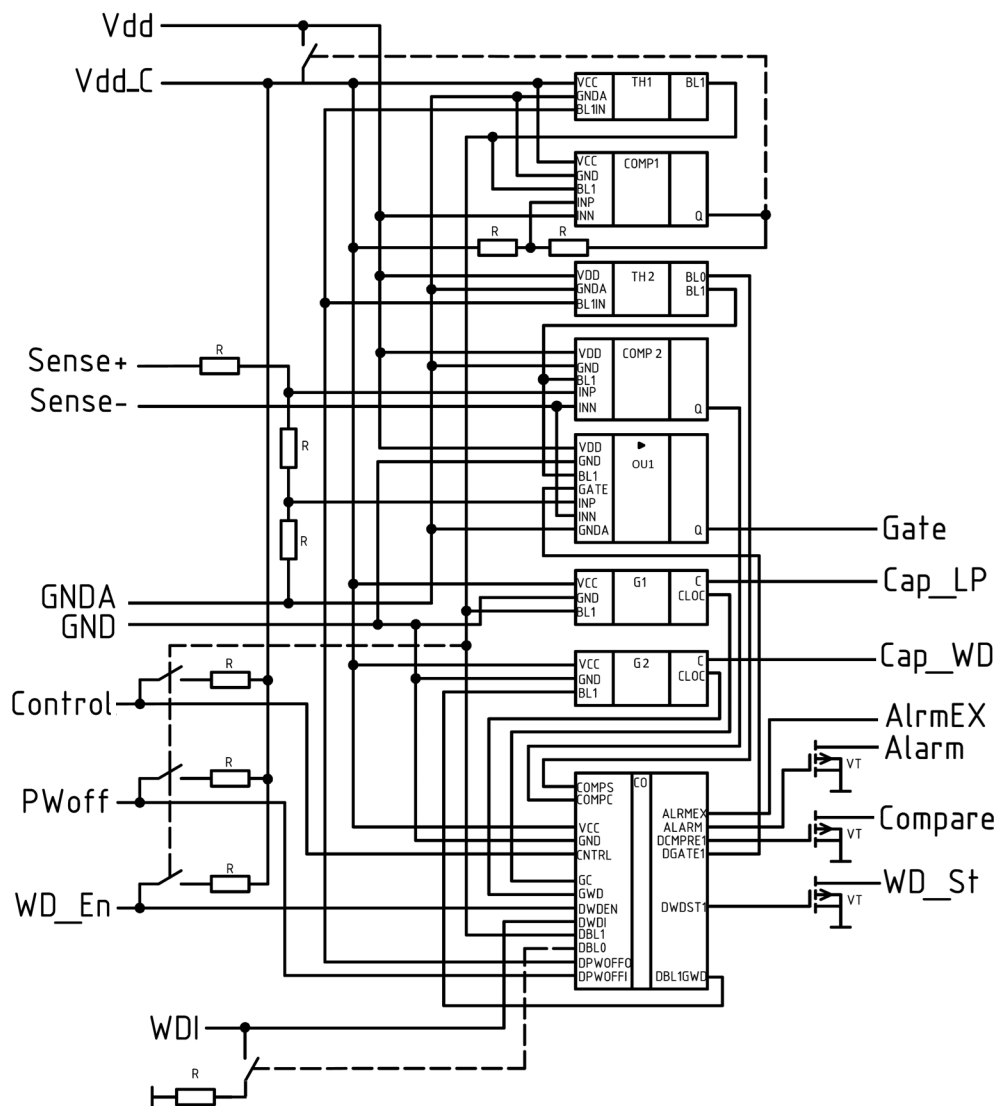 Vdd
Vdd_C
VCC TH1 BL1
GNDA
BL1IN
VCC COMP1
GND
BL1
INP
INN Q
R R
VDD TH2 BL0
GNDA BL1
BL1IN
Sense+ R
Sense-
VDD COMP2
GND
BL1
INP
INN Q
R
VDD
GND OU1
BL1
GATE
INP
INN
GNDA Q Gate
R
GNDA
GND
VCC G1 C Cap_LP
GND CLOC
BL1
VCC G2 C Cap_WD
GND CLOC
BL1
R
Control
R
PWoff
R
WD_En
COMPS CO
COMPC
VCC
GND
CNTRL
GC
GWD
DWDEN
DWDI
DBL1
DBL0
DPWOFFO
DPWOFFI
ALRMEX
ALARM
DCMPRE1
DGATE1
DWDST1
DBL1GWD
AlrmEX
Alarm
VT
Compare
VT
WD_St
VT
WDI
R